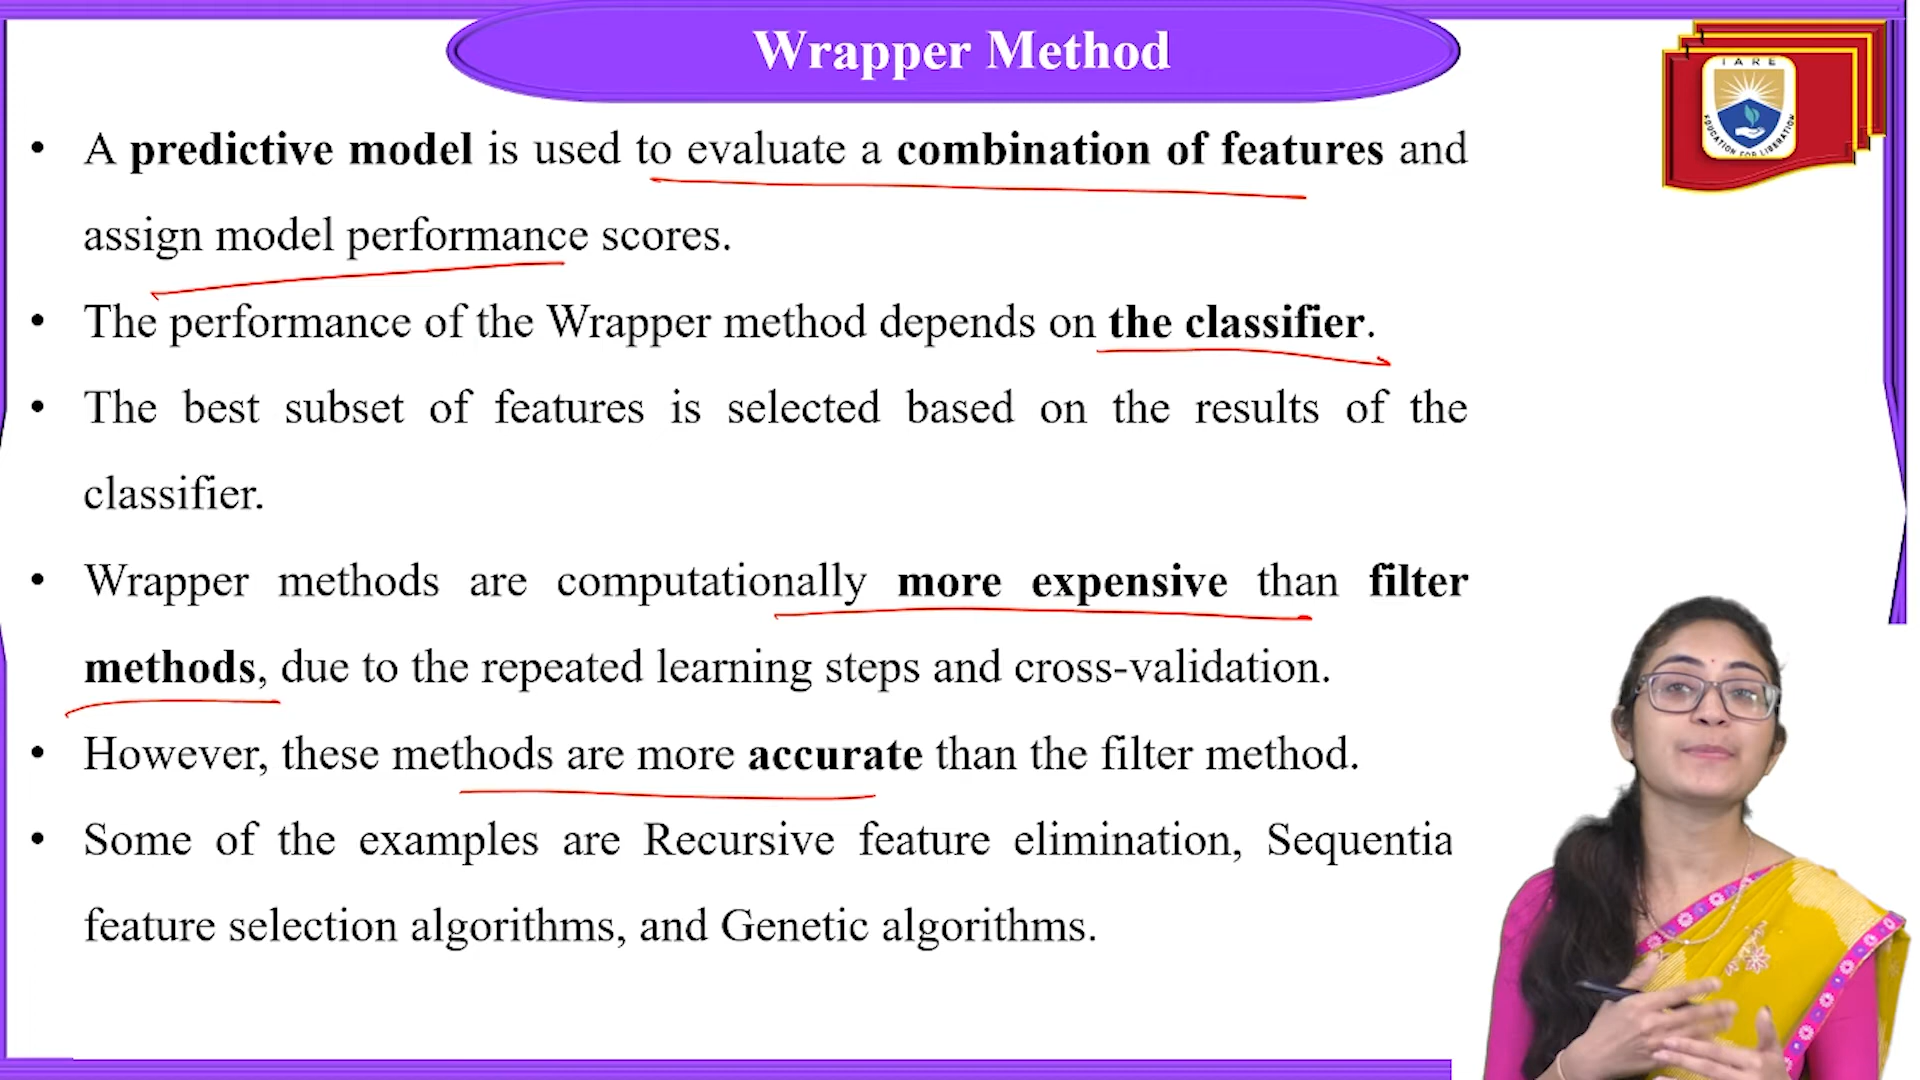 Wrapper Method
IARE
EDUCATION FOR LIBERATION
• A predictive model is used to evaluate a combination of features and
assign model performance scores.
• The performance of the Wrapper method depends on the classifier.
• The best subset of features is selected based on the results of the
classifier.
• Wrapper methods are computationally more expensive than filter
methods, due to the repeated learning steps and cross-validation.
• However, these methods are more accurate than the filter method.
• Some of the examples are Recursive feature elimination, Sequentia
feature selection algorithms, and Genetic algorithms.